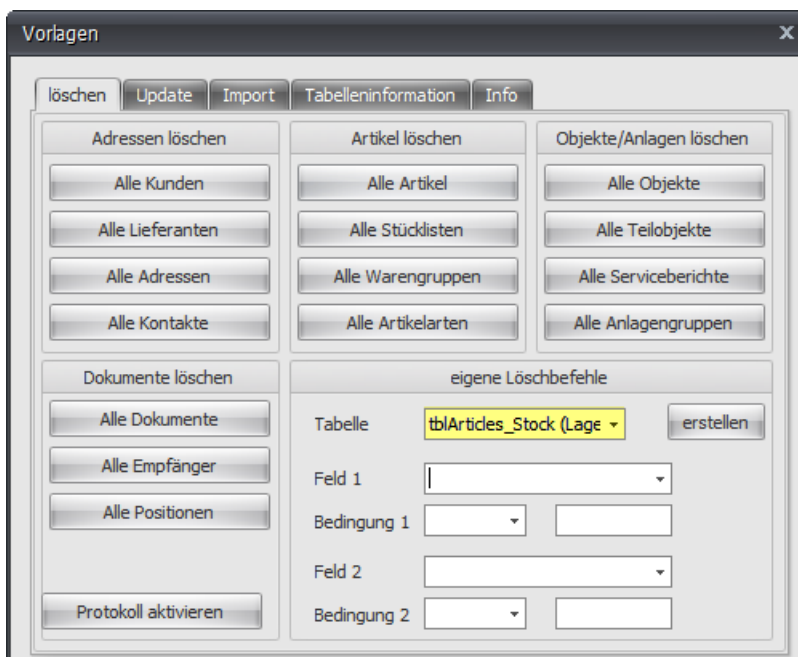 Vorlagen
x
löschen Update Import Tabelleninformation Info
Adressen löschen
Alle Kunden
Alle Lieferanten
Alle Adressen
Alle Kontakte
Artikel löschen
Alle Artikel
Alle Stücklisten
Alle Warengruppen
Alle Artikelarten
Objekte/Anlagen löschen
Alle Objekte
Alle Teilobjekte
Alle Serviceberichte
Alle Anlagengruppen
Dokumente löschen
Alle Dokumente
Alle Empfänger
Alle Positionen
Protokoll aktivieren
eigene Löschbefehle
Tabelle tblArticles_Stock (Lage erstellen
Feld 1
Bedingung 1
Feld 2
Bedingung 2